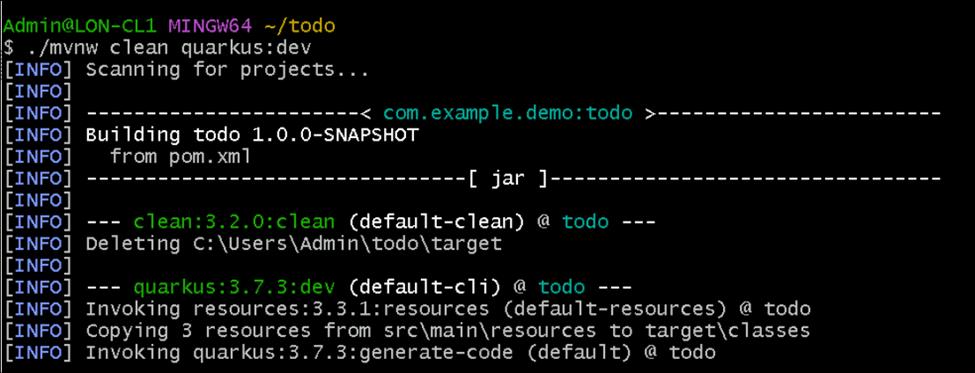 Admin@LON-CL1 MINGW64 ~/todo
$ ./mvnw clean quarkus:dev
[INFO] Scanning for projects...
[INFO]
[INFO] -----------------------< com.example.demo:todo >------------------------
[INFO] Building todo 1.0.0-SNAPSHOT
[INFO]   from pom.xml
[INFO] --------------------------------[ jar ]---------------------------------
[INFO]
[INFO] --- clean:3.2.0:clean (default-clean) @ todo ---
[INFO] Deleting C:\Users\Admin\todo\target
[INFO]
[INFO] --- quarkus:3.7.3:dev (default-cli) @ todo ---
[INFO] Invoking resources:3.3.1:resources (default-resources) @ todo
[INFO] Copying 3 resources from src\main\resources to target\classes
[INFO] Invoking quarkus:3.7.3:generate-code (default) @ todo